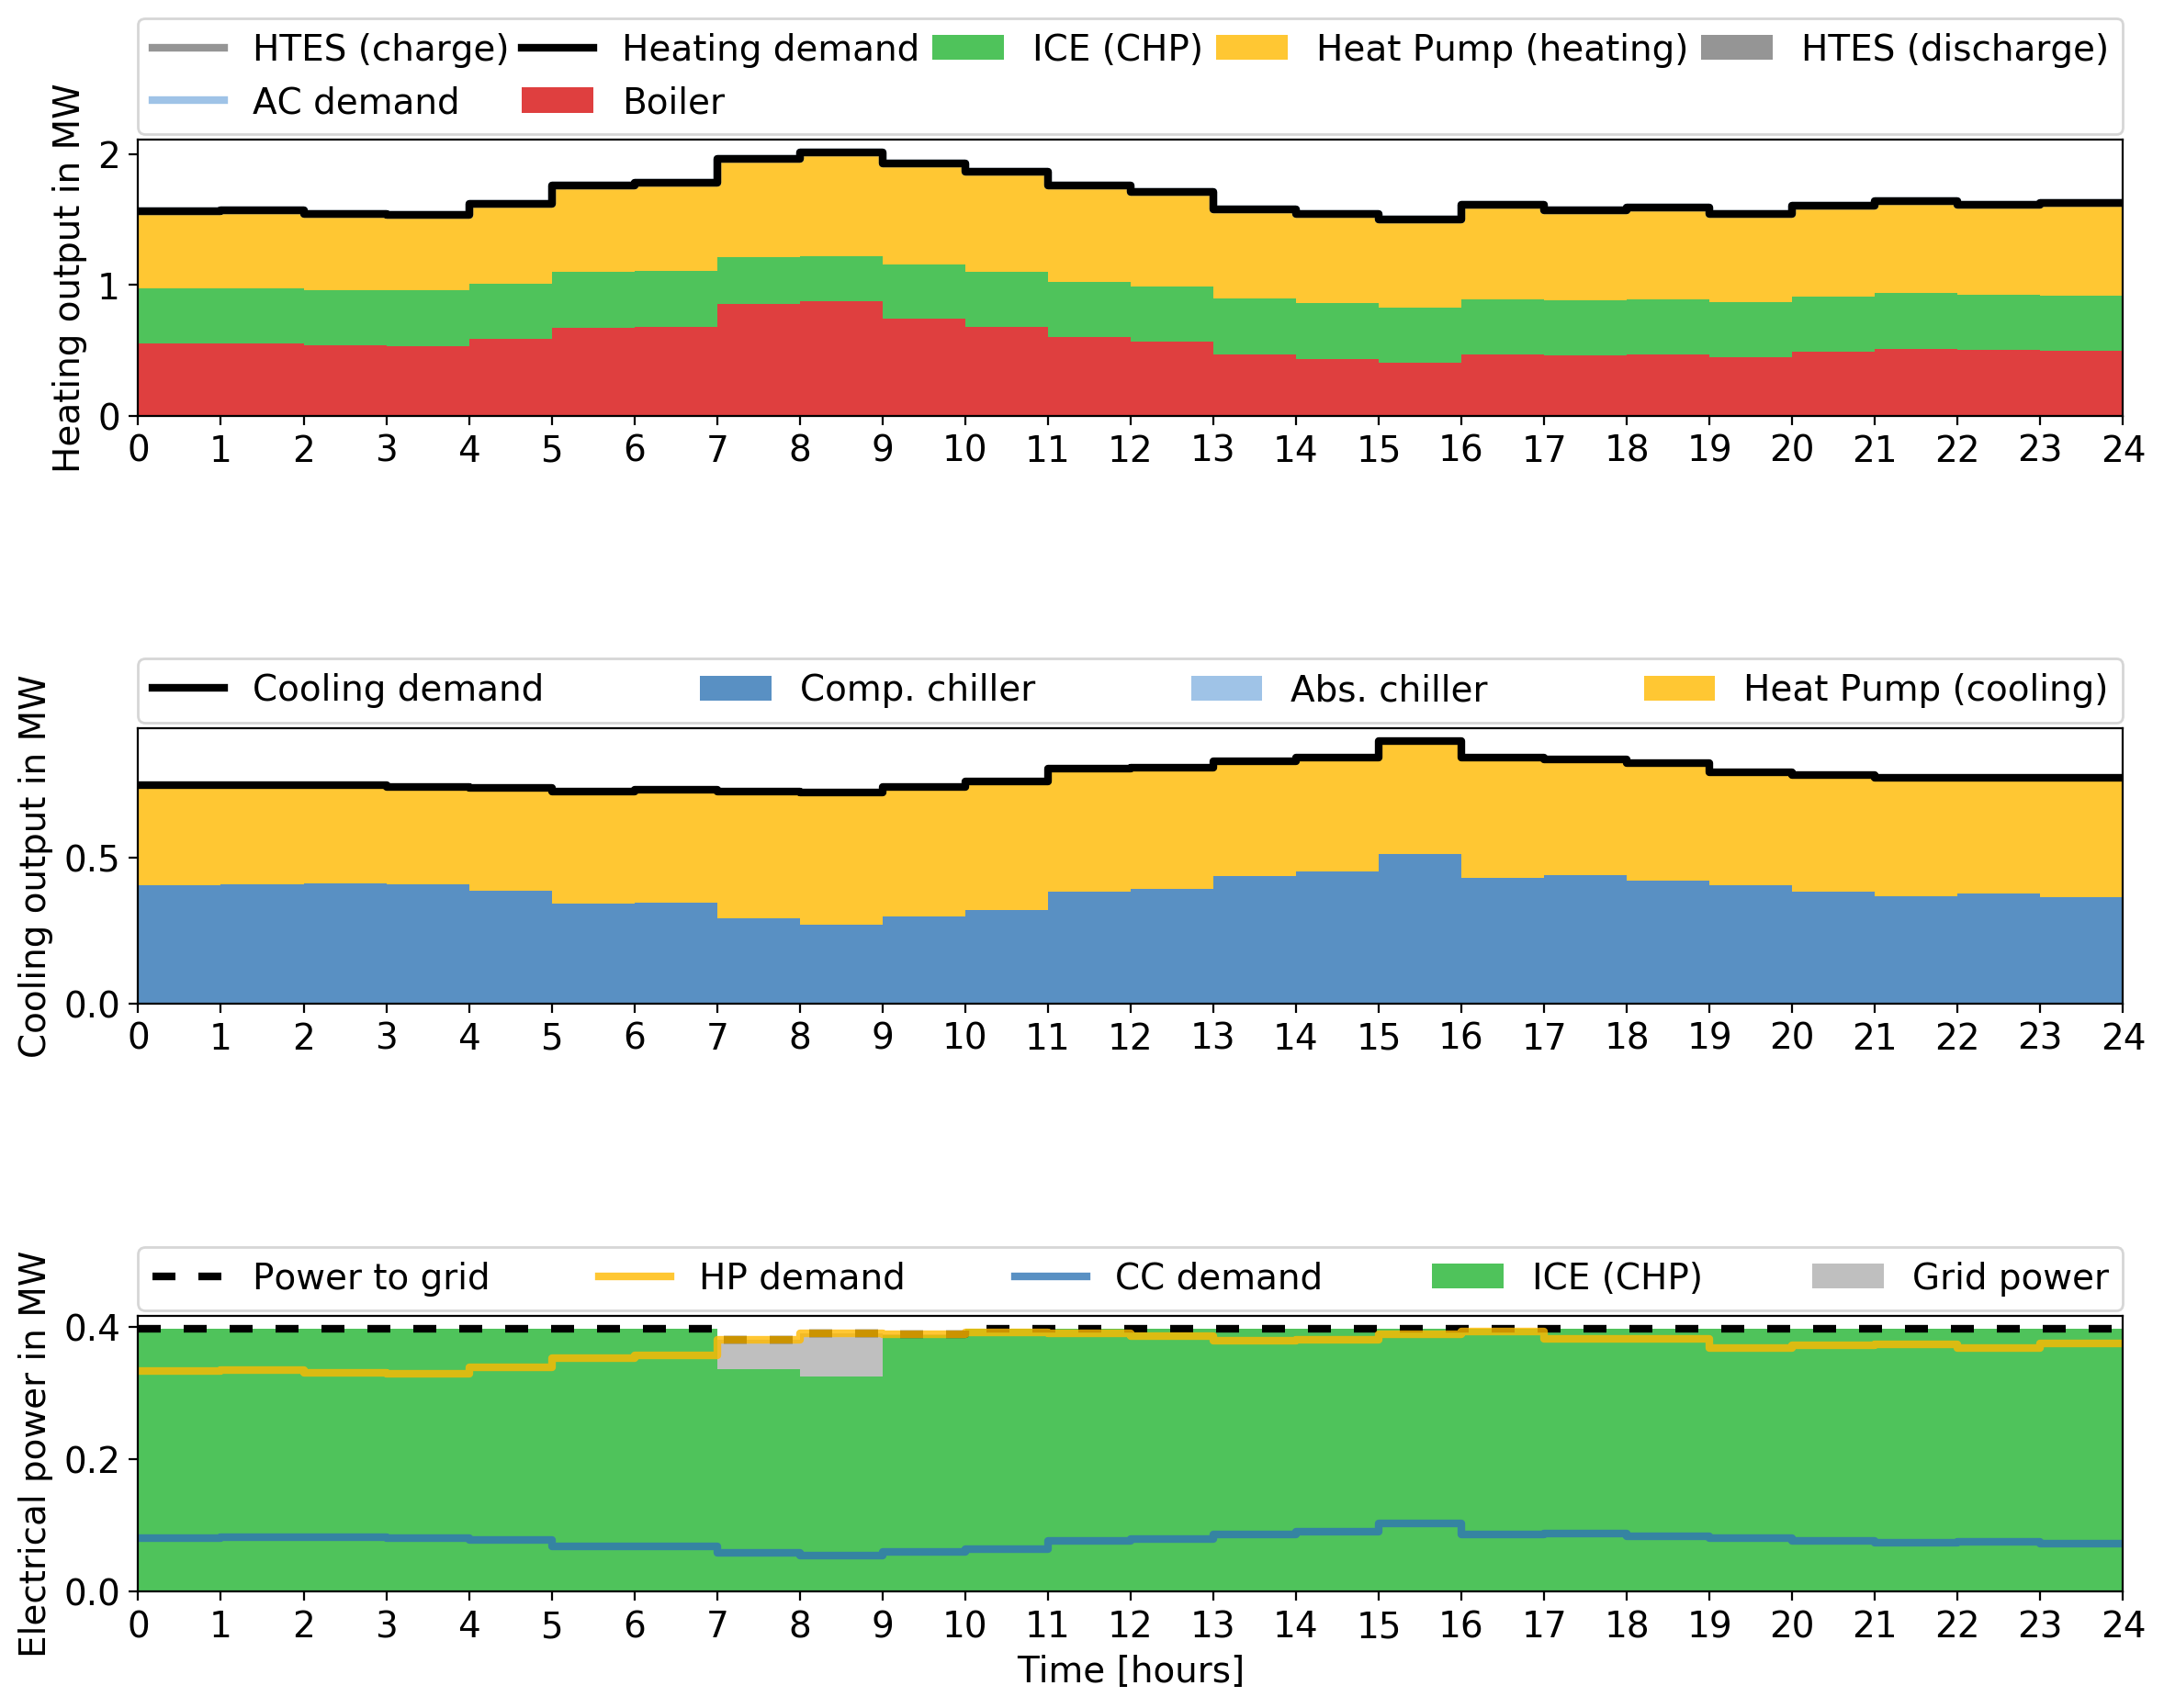 HTES (charge) Heating demand ICE (CHP) Heat Pump (heating) HTES (discharge)
AC demand Boiler
Heating output in MW
2
1
0
0 1 2 3 4 5 6 7 8 9 10 11 12 13 14 15 16 17 18 19 20 21 22 23 24
Cooling demand Comp. chiller Abs. chiller Heat Pump (cooling)
Cooling output in MW
0.5
0.0
0 1 2 3 4 5 6 7 8 9 10 11 12 13 14 15 16 17 18 19 20 21 22 23 24
Power to grid HP demand CC demand ICE (CHP) Grid power
Electrical power in MW
0.4
0.2
0.0
0 1 2 3 4 5 6 7 8 9 10 11 12 13 14 15 16 17 18 19 20 21 22 23 24
Time [hours]